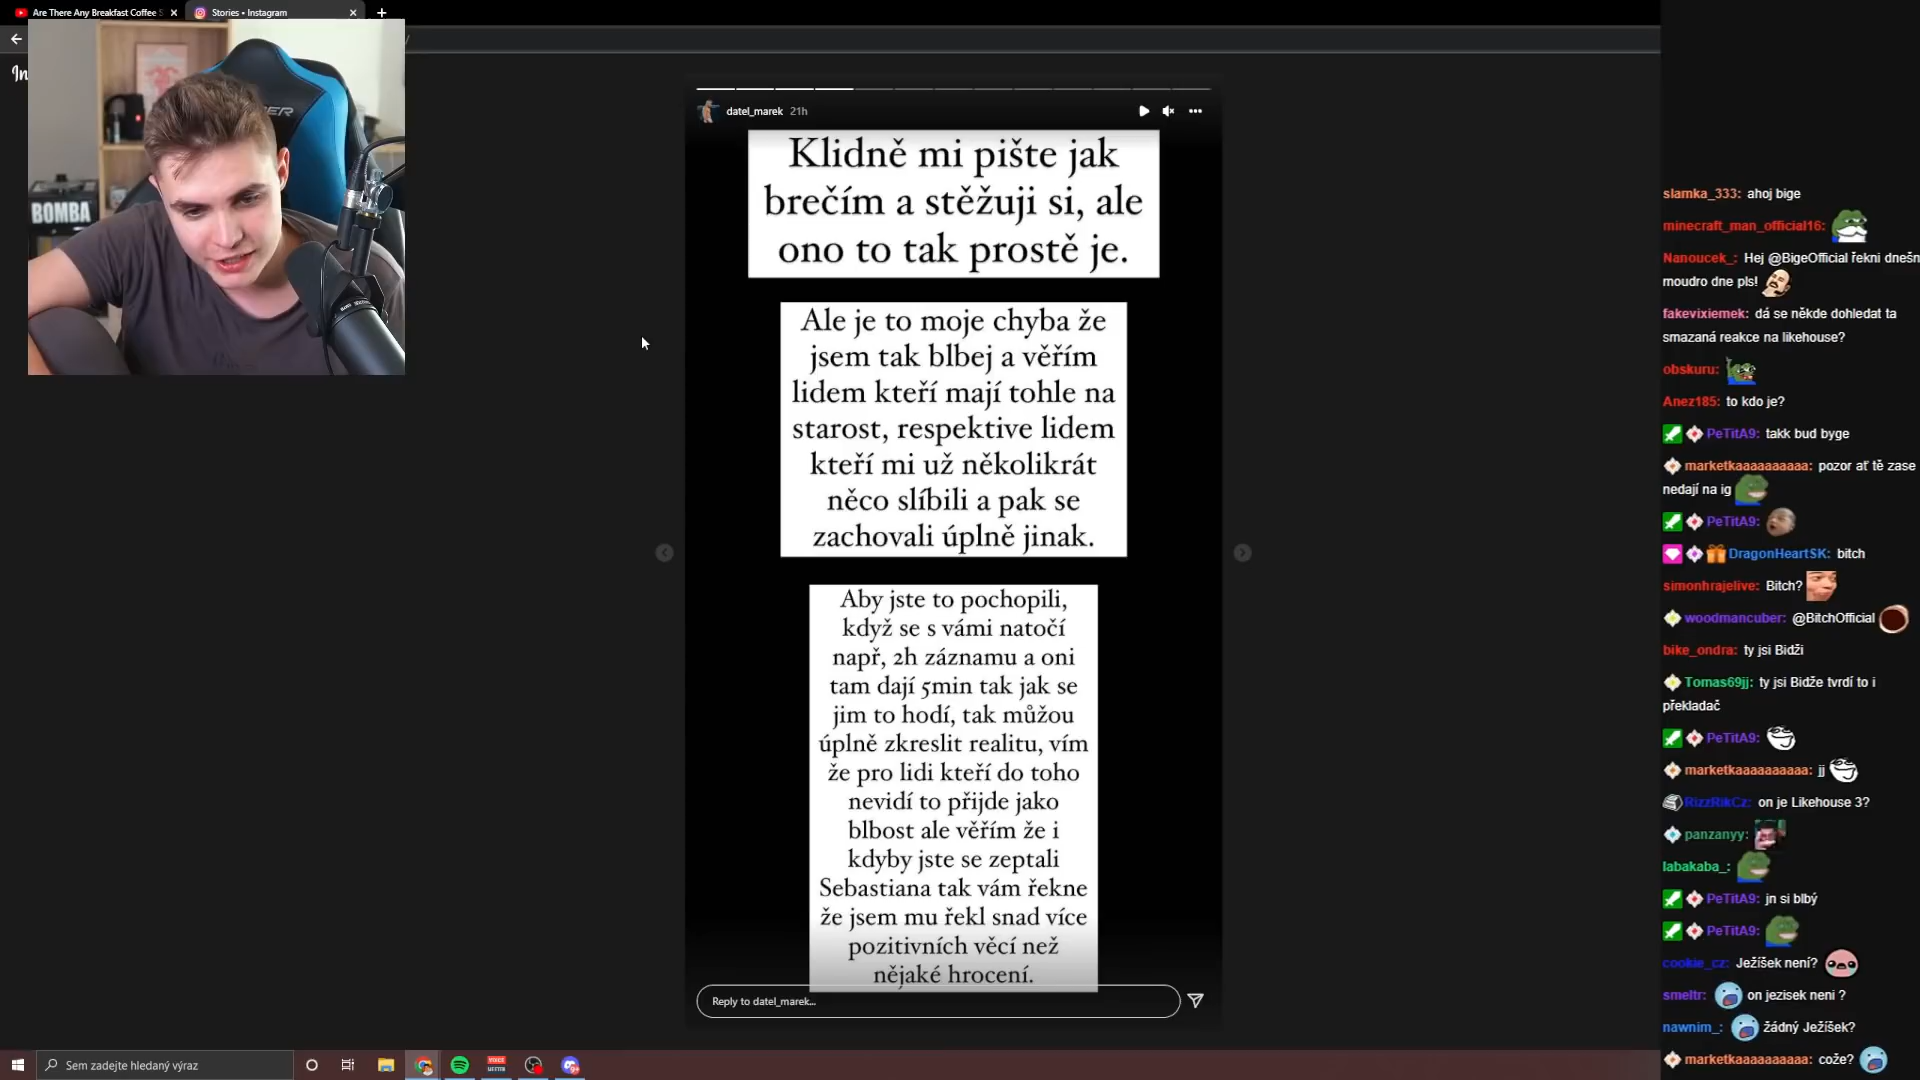 Are There Any Breakfast Coffee S
Stories • Instagram
In
BOMBA
datel_marek 21h
Klidně mi pište jak
brečím a stěžuji si, ale
ono to tak prostě je.
Ale je to moje chyba že
jsem tak blbej a věřím
lidem kteří mají tohle na
starost, respektive lidem
kteří mi už několikrát
něco slíbili a pak se
zachovali úplně jinak.
Aby jste to pochopili,
když se s vámi natočí
např, 2h záznamu a oni
tam dají 5min tak jak se
jim to hodí, tak můžou
úplně zkreslit realitu, vím
že pro lidi kteří do toho
nevidí to přijde jako
blbost ale věřím že i
kdyby jste se zeptali
Sebastiana tak vám řekne
že jsem mu řekl snad více
pozitivních věcí než
nějaké hrocení.
Reply to datel_marek...
slamka_333: ahoj bige
minecraft_man_official16:
Nanoucek_: Hej @BigeOfficial řekni dnešn
moudro dne pls!
fakevixiemek: dá se někde dohledat ta
smazaná reakce na likehouse?
obskuru:
Anez185: to kdo je?
PeTitA9: takk bud byge
marketkaaaaaaaaaa: pozor ať tě zase
nedají na ig
PeTitA9:
DragonHeartSK: bitch
simonhrajelive: Bitch?
woodmancuber: @BitchOfficial
bike_ondra: ty jsi Bidži
Tomas69jj: ty jsi Bidže tvrdí to i
překladač
PeTitA9:
marketkaaaaaaaaaa: jj
RizzRikCz: on je Likehouse 3?
panzanyy:
labakaba_:
PeTitA9: jn si blbý
PeTitA9:
cookie_cz: Ježíšek není?
smeltr: on jezisek neni ?
nawnim_: žádný Ježíšek?
marketkaaaaaaaaaa: cože?
Sem zadejte hledaný výraz